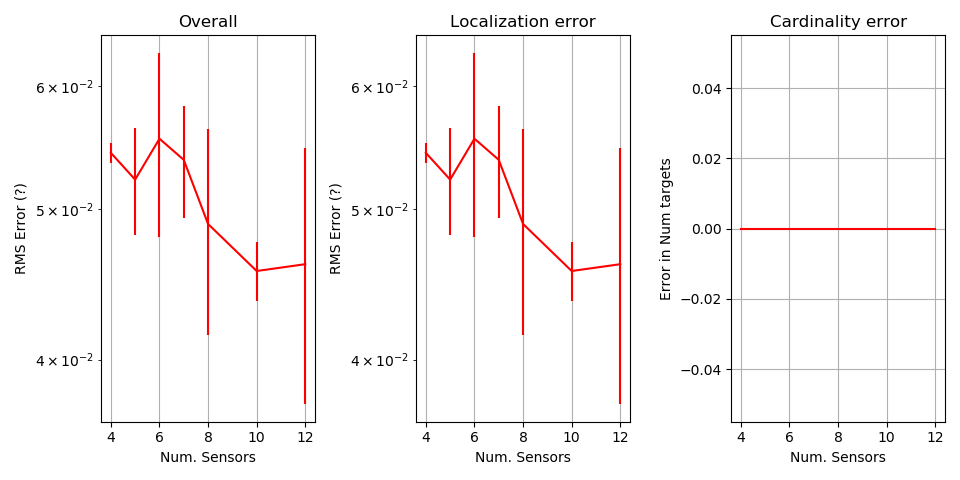 Overall
Localization error
Cardinality error
RMS Error (?)
6 × 10⁻²
5 × 10⁻²
4 × 10⁻²
4 6 8 10 12
Num. Sensors
RMS Error (?)
6 × 10⁻²
5 × 10⁻²
4 × 10⁻²
4 6 8 10 12
Num. Sensors
Error in Num targets
0.04
0.02
0.00
−0.02
−0.04
4 6 8 10 12
Num. Sensors